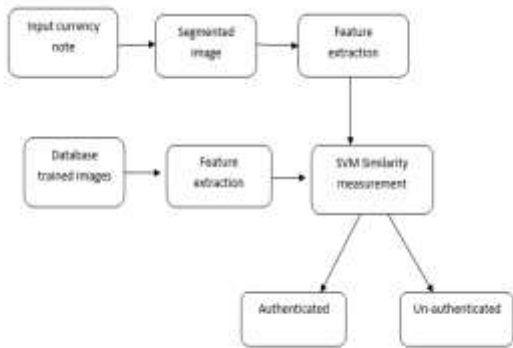 Input currency
note
Segmented
image
Feature
extraction
Database
trained images
Feature
extraction
SVM Similarity
measurement
Authenticated
Un-authenticated